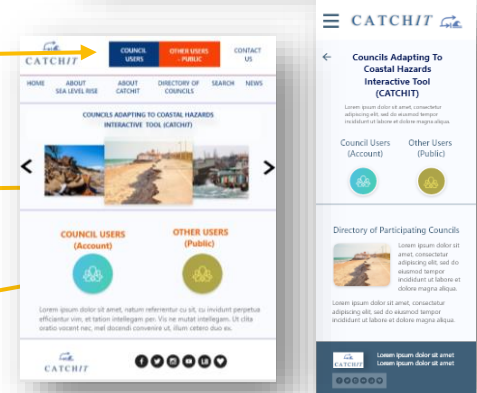 CATCHIT
COUNCIL
USERS
OTHER USERS
- PUBLIC
CONTACT
US
HOME
ABOUT
SEA LEVEL RISE
ABOUT
CATCHIT
DIRECTORY OF
COUNCILS
SEARCH
NEWS
COUNCILS ADAPTING TO COASTAL HAZARDS
INTERACTIVE TOOL (CATCHIT)
COUNCIL USERS
(Account)
OTHER USERS
(Public)
Lorem ipsum dolor sit amet, natum referrentur cu sit, cu invidunt perpetua
efficiantur vim, et tation intellegam per. Vis ne mutat intellegam. Ut clita
oratio vocent nec, mel docendi convenire ut, illum cetero duo ex.
CATCHIT
CATCHIT
Councils Adapting To
Coastal Hazards
Interactive Tool
(CATCHIT)
Lorem ipsum dolor sit amet, consectetur
adipiscing elit, sed do eiusmod tempor
incididunt ut labore et dolore magna aliqua.
Council Users
(Account)
Other Users
(Public)
Directory of Participating Councils
Lorem ipsum dolor sit
amet, consectetur
adipiscing elit, sed do
eiusmod tempor
incididunt ut labore et
dolore magna aliqua.
Lorem ipsum dolor sit amet, consectetur
adipiscing elit, sed do eiusmod tempor
incididunt ut labore et dolore magna aliqua.
CATCHIT
Lorem ipsum dolor sit amet
Lorem ipsum dolor sit amet